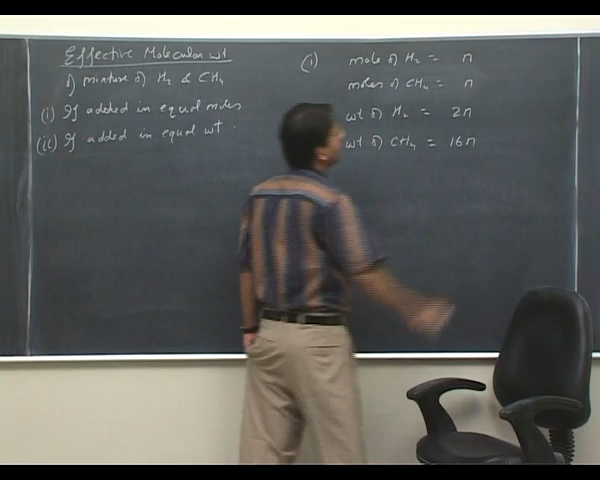 Effective Molecular wt
of mixture of H₂ & CH₄
(i) If added in equal moles
(ii) If added in equal wt.
(i) mole of H₂ = n
moles of CH₄ = n
wt of H₂ = 2n
wt of CH₄ = 16n